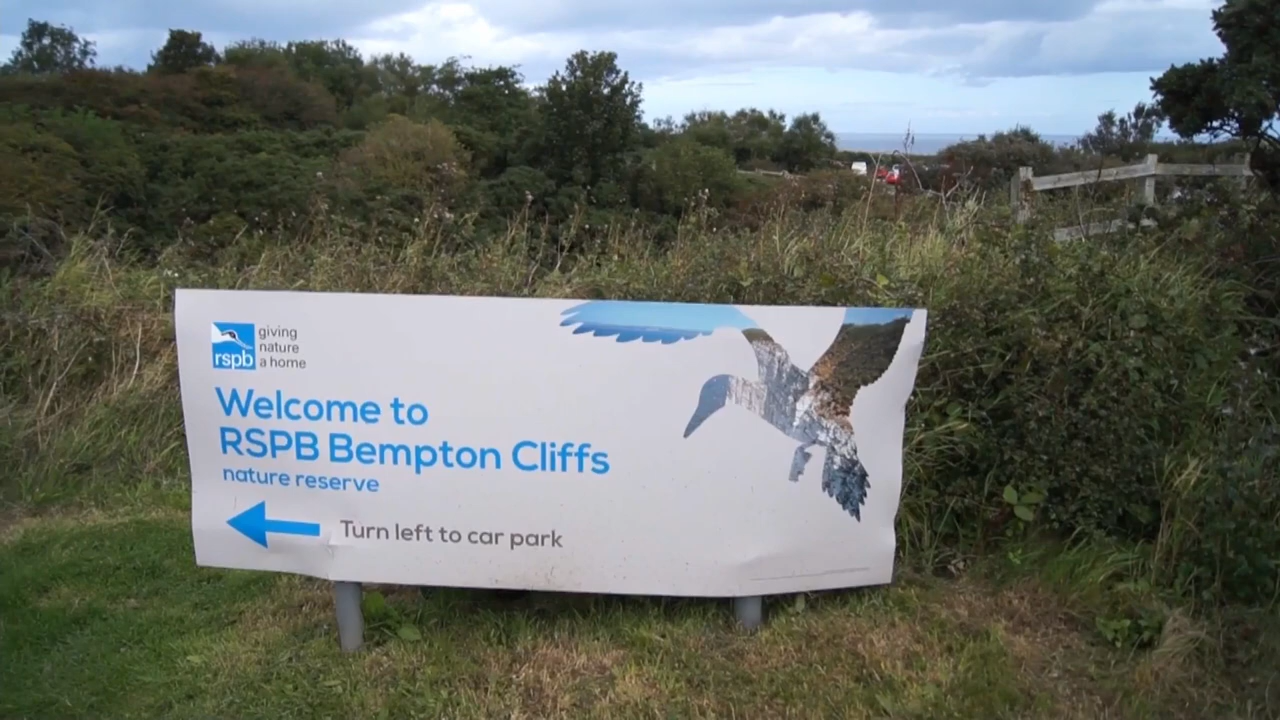 rspb
giving
nature
a home
Welcome to
RSPB Bempton Cliffs
nature reserve
Turn left to car park